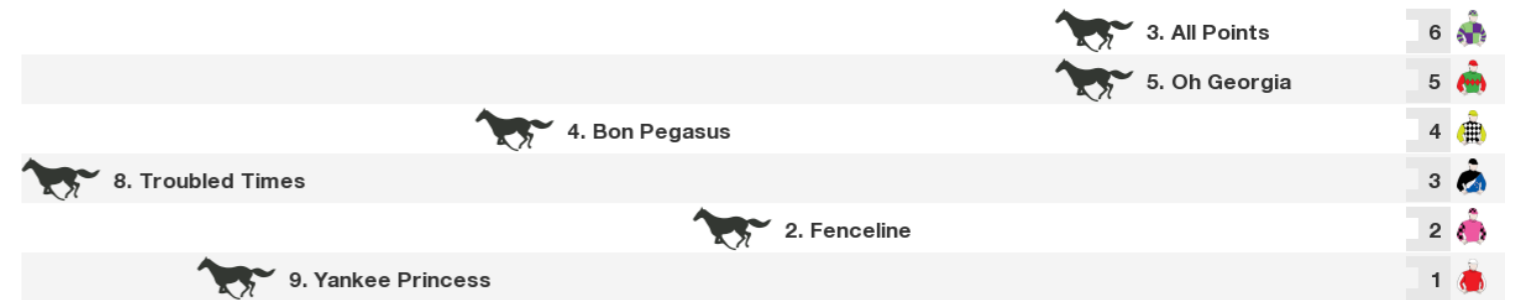 3. All Points 6
5. Oh Georgia 5
4. Bon Pegasus 4
8. Troubled Times 3
2. Fenceline 2
9. Yankee Princess 1